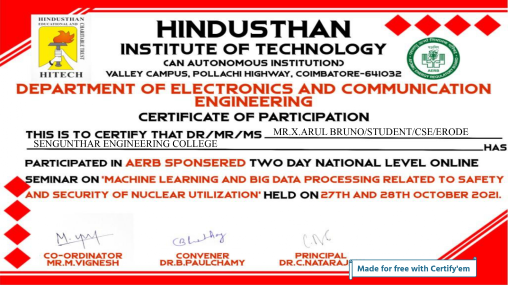 HINDUSTHAN
EDUCATIONAL AND
CHARITABLE TRUST
HITECH
HINDUSTHAN
INSTITUTE OF TECHNOLOGY
(AN AUTONOMOUS INSTITUTION)
VALLEY CAMPUS, POLLACHI HIGHWAY, COIMBATORE-641032
DEPARTMENT OF ELECTRONICS AND COMMUNICATION
ENGINEERING
CERTIFICATE OF PARTICIPATION
THIS IS TO CERTIFY THAT DR/MR/MS MR.X.ARUL BRUNO/STUDENT/CSE/ERODE
SENGUNTHAR ENGINEERING COLLEGE HAS
PARTICIPATED IN AERB SPONSERED TWO DAY NATIONAL LEVEL ONLINE
SEMINAR ON 'MACHINE LEARNING AND BIG DATA PROCESSING RELATED TO SAFETY
AND SECURITY OF NUCLEAR UTILIZATION' HELD ON 27TH AND 28TH OCTOBER 2021.
CO-ORDINATOR
MR.M.VIGNESH
CONVENER
DR.B.PAULCHAMY
PRINCIPAL
DR.C.NATARAJ
Made for free with Certify'em